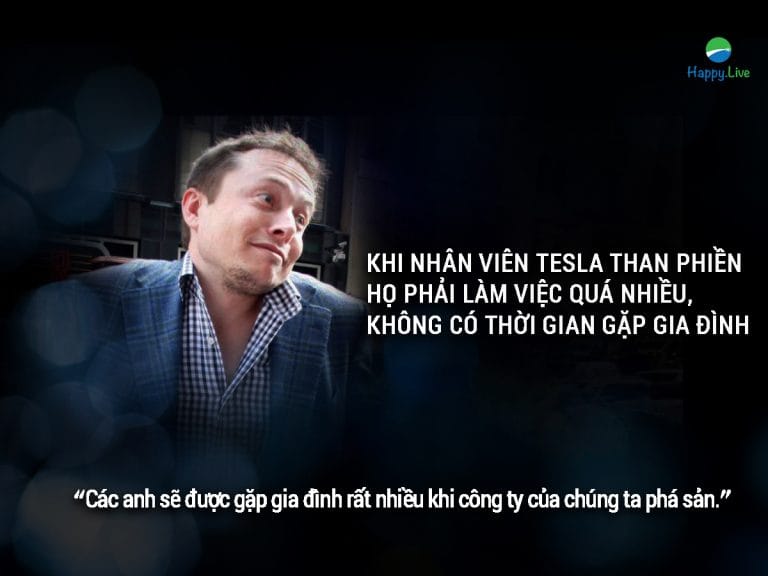 Happy.Live
KHI NHÂN VIÊN TESLA THAN PHIỀN
HỌ PHẢI LÀM VIỆC QUÁ NHIỀU,
KHÔNG CÓ THỜI GIAN GẶP GIA ĐÌNH
“Các anh sẽ được gặp gia đình rất nhiều khi công ty của chúng ta phá sản.”